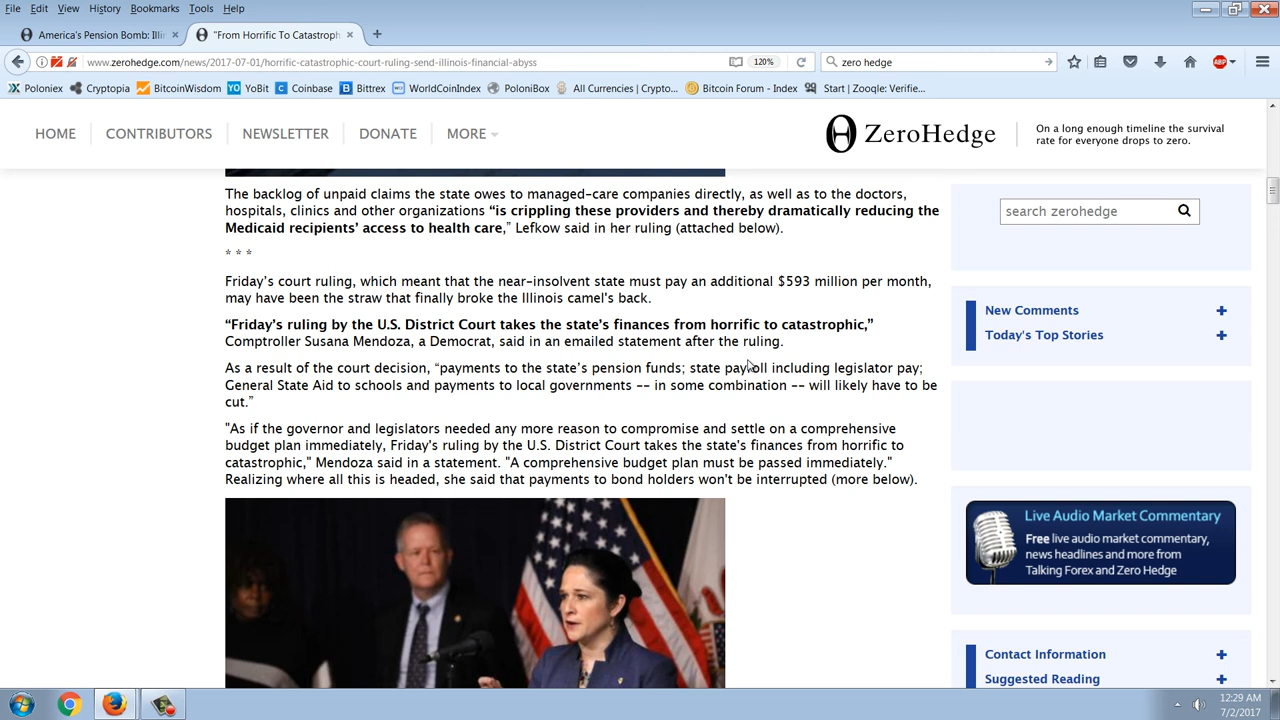 File Edit View History Bookmarks Tools Help
America's Pension Bomb: Illi × "From Horrific To Catastroph × +
www.zerohedge.com/news/2017-07-01/horrific-catastrophic-court-ruling-send-illinois-financial-abyss 120% zero hedge
Poloniex Cryptopia BitcoinWisdom YoBit Coinbase Bittrex WorldCoinIndex PoloniBox All Currencies | Crypto... Bitcoin Forum - Index Start | Zooqle: Verifie...
HOME CONTRIBUTORS NEWSLETTER DONATE MORE ZeroHedge On a long enough timeline the survival
rate for everyone drops to zero.
The backlog of unpaid claims the state owes to managed-care companies directly, as well as to the doctors,
hospitals, clinics and other organizations “is crippling these providers and thereby dramatically reducing the
Medicaid recipients’ access to health care,” Lefkow said in her ruling (attached below).
* * *
Friday’s court ruling, which meant that the near-insolvent state must pay an additional $593 million per month,
may have been the straw that finally broke the Illinois camel's back.
“Friday’s ruling by the U.S. District Court takes the state’s finances from horrific to catastrophic,”
Comptroller Susana Mendoza, a Democrat, said in an emailed statement after the ruling.
As a result of the court decision, “payments to the state’s pension funds; state payroll including legislator pay;
General State Aid to schools and payments to local governments -- in some combination -- will likely have to be
cut.”
"As if the governor and legislators needed any more reason to compromise and settle on a comprehensive
budget plan immediately, Friday's ruling by the U.S. District Court takes the state's finances from horrific to
catastrophic," Mendoza said in a statement. "A comprehensive budget plan must be passed immediately."
Realizing where all this is headed, she said that payments to bond holders won't be interrupted (more below).
search zerohedge
New Comments +
Today's Top Stories +
Live Audio Market Commentary
Free live audio market commentary,
news headlines and more from
Talking Forex and Zero Hedge
Contact Information +
Suggested Reading +
ABP
12:29 AM
7/2/2017